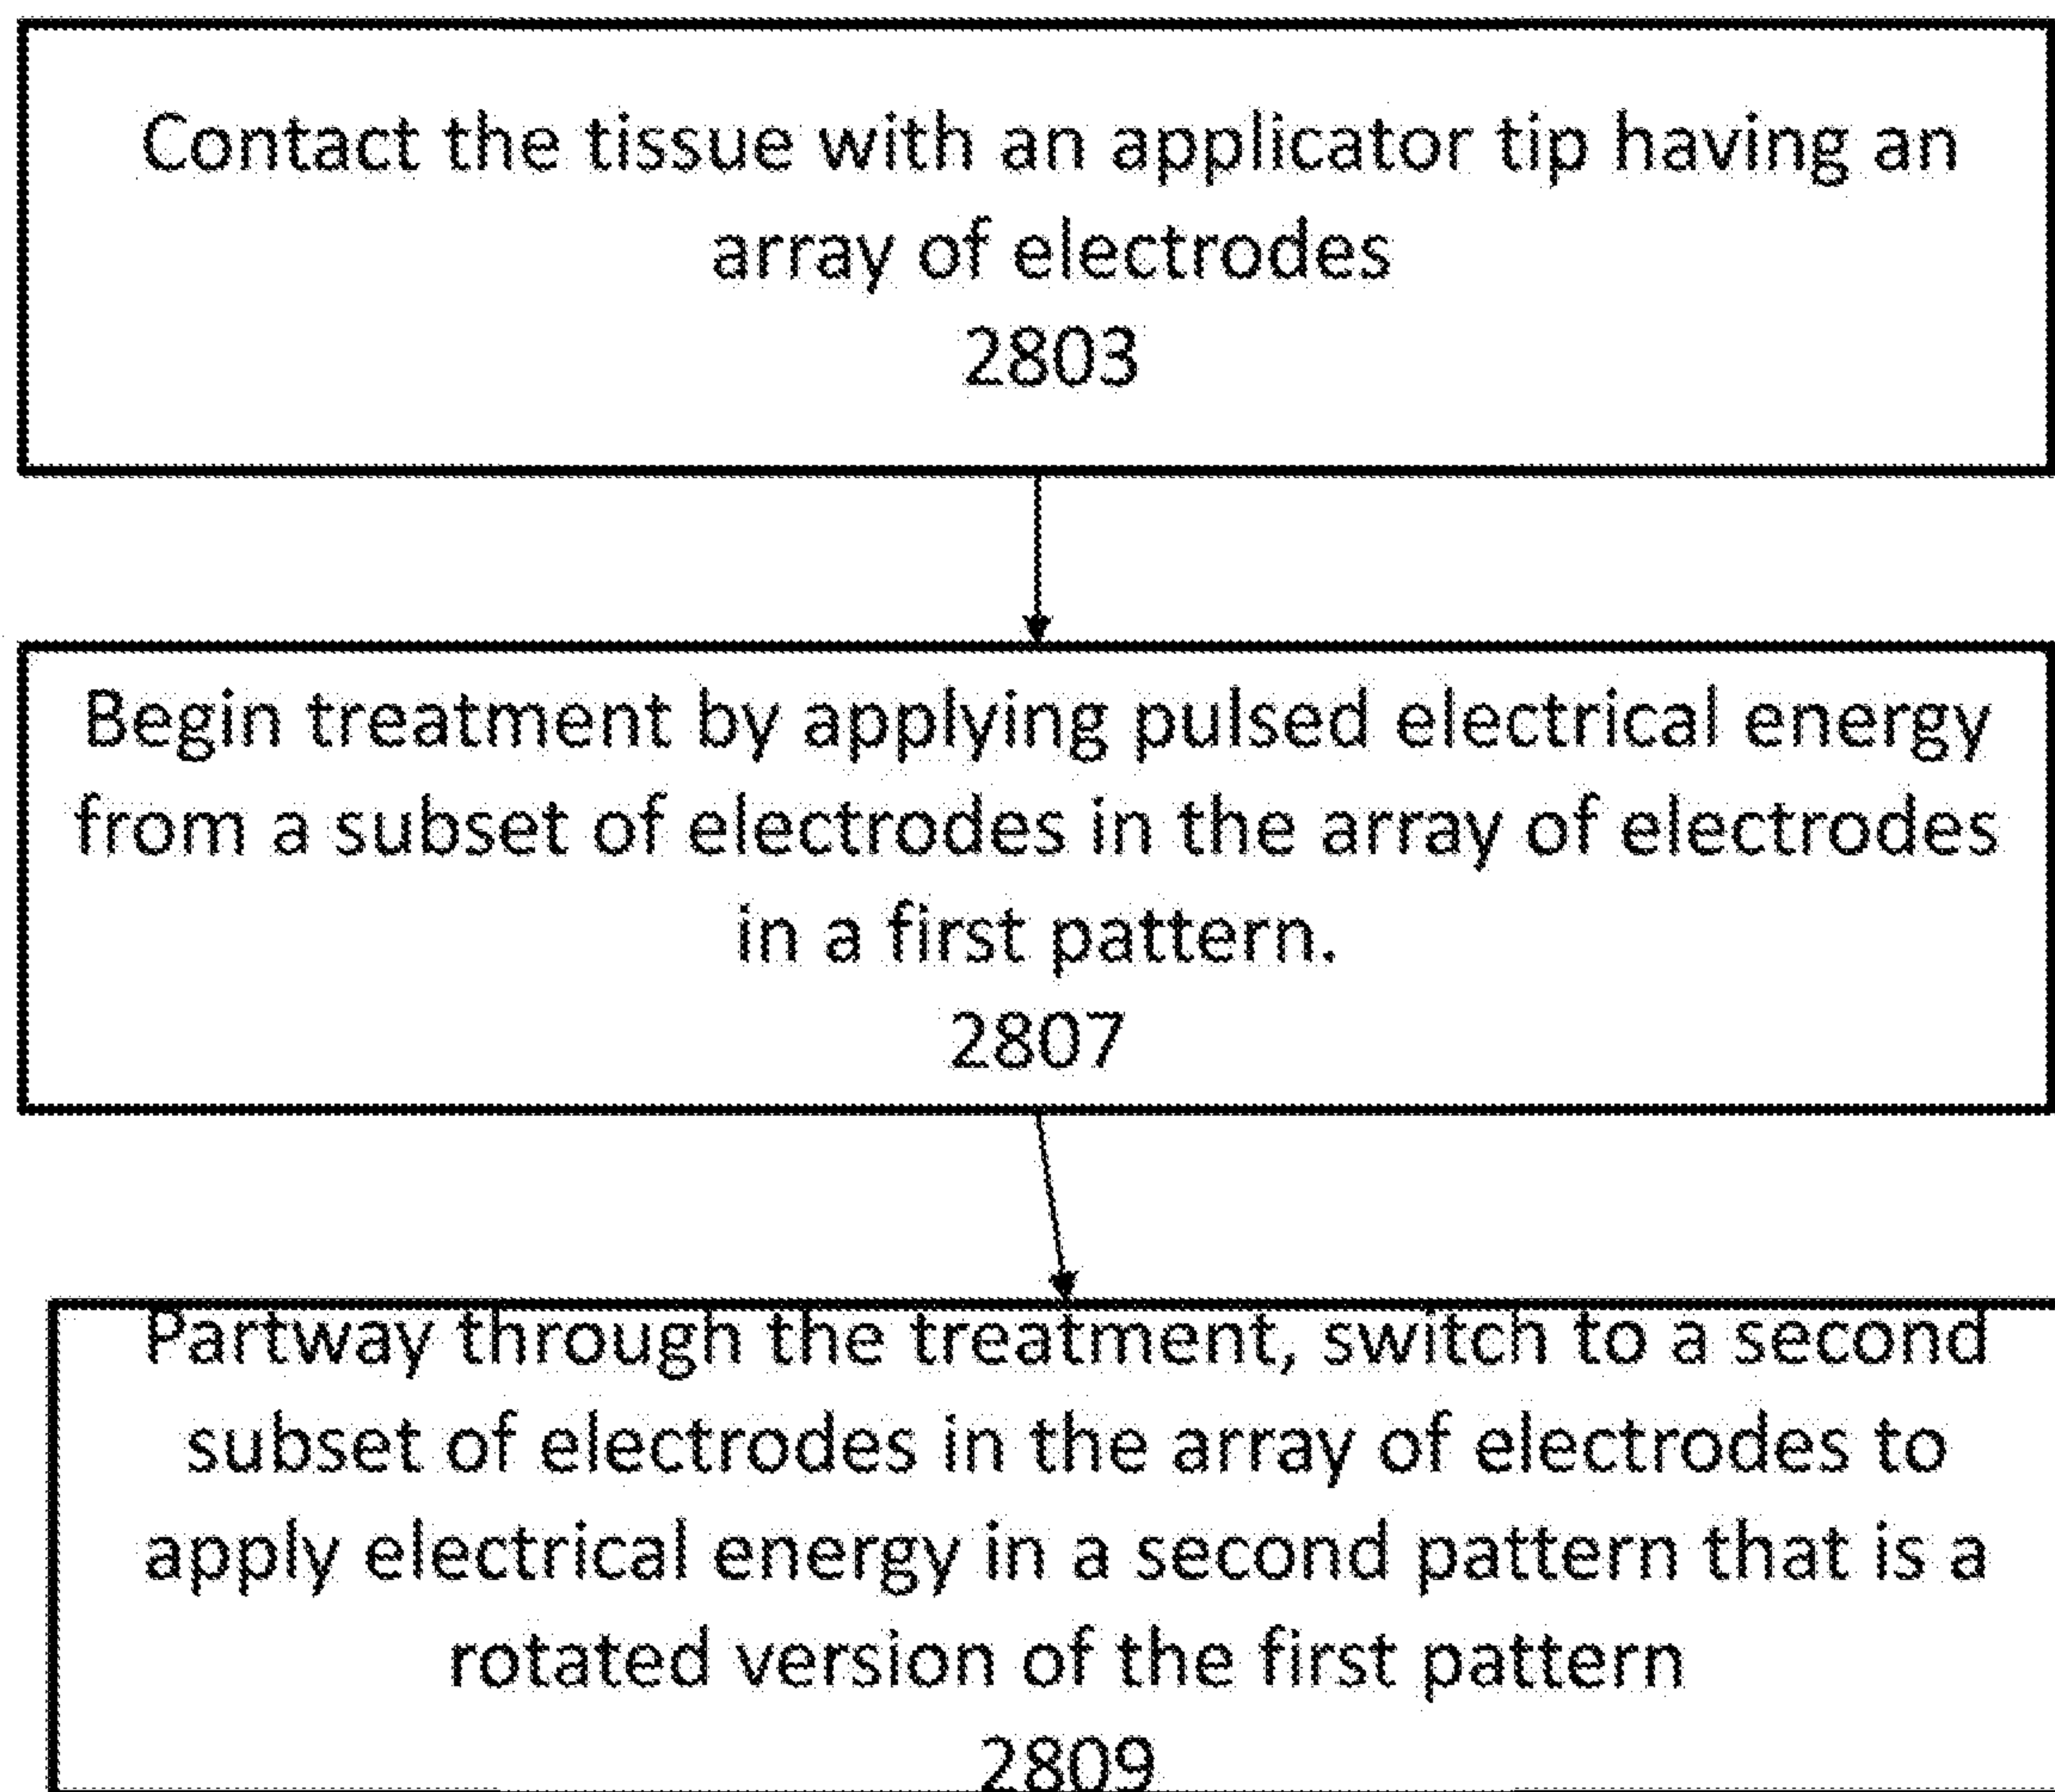 Contact the tissue with an applicator tip having an
array of electrodes
2803
Begin treatment by applying pulsed electrical energy
from a subset of electrodes in the array of electrodes
in a first pattern.
2807
Partway through the treatment, switch to a second
subset of electrodes in the array of electrodes to
apply electrical energy in a second pattern that is a
rotated version of the first pattern
2809